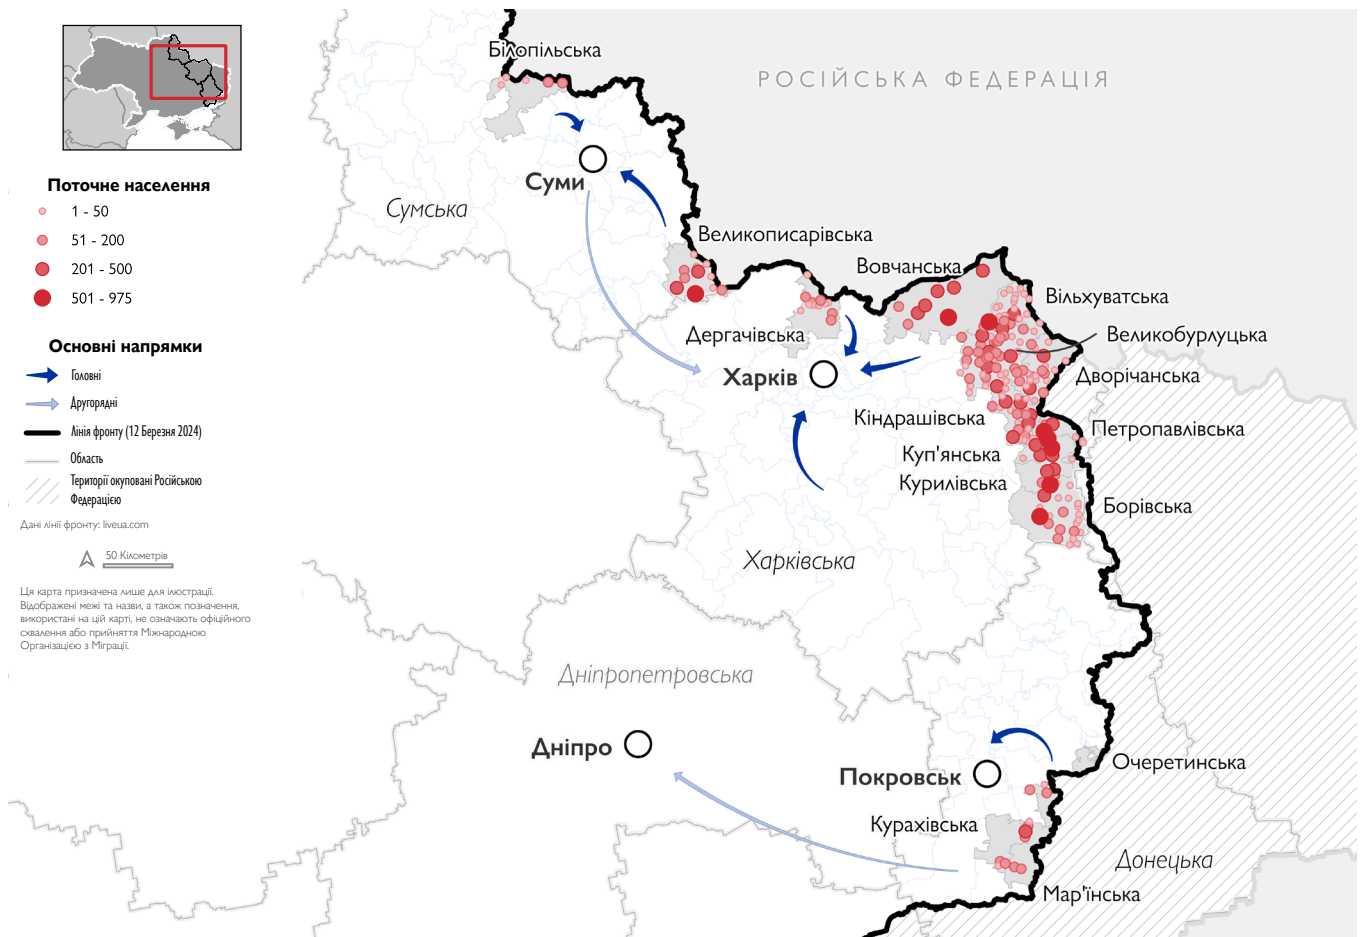 Поточне населення
1 - 50
51 - 200
201 - 500
501 - 975
Основні напрямки
Головні
Другорядні
Лінія фронту (12 Березня 2024)
Область
Території окуповані Російською
Федерацією
Дані лінії фронту: liveua.com
50 Кілометрів
Ця карта призначена лише для ілюстрації.
Відображені межі та назви, а також позначення,
використані на цій карті, не означають офіційного
схвалення або прийняття Міжнародною
Організацією з Міграції.
Білопільська
РОСІЙСЬКА ФЕДЕРАЦІЯ
Суми
Сумська
Великописарівська
Вовчанська
Вільхуватська
Дергачівська
Великобурлуцька
Харків
Дворічанська
Кіндрашівська
Петропавлівська
Куп'янська
Курилівська
Борівська
Харківська
Дніпропетровська
Дніпро
Очеретинська
Покровськ
Курахівська
Донецька
Мар'їнська